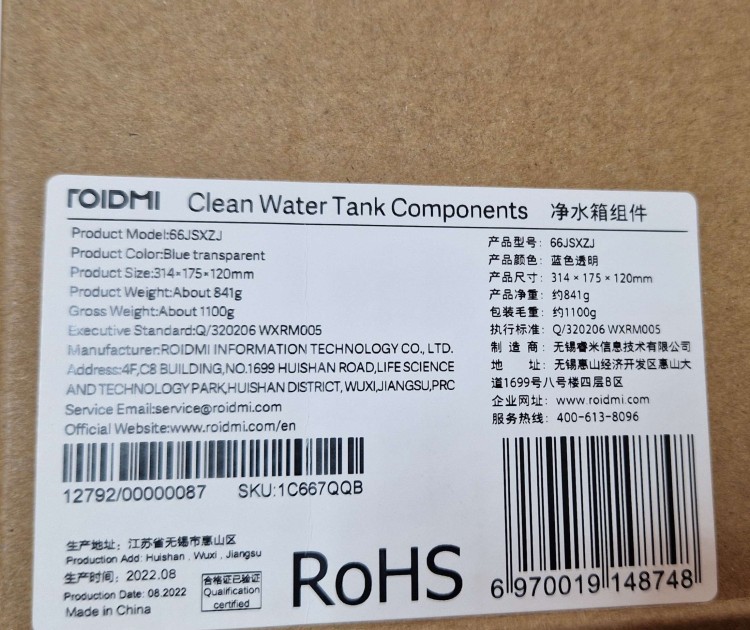 ROIDMI Clean Water Tank Components 净水箱组件
Product Model:66JSXZJ
Product Color:Blue transparent
Product Size:314×175×120mm
Product Weight:About 841g
Gross Weight:About 1100g
Executive Standard:Q/320206 WXRM005
Manufacturer:ROIDMI INFORMATION TECHNOLOGY CO., LTD.
Address:4F,C8 BUILDING,NO.1699 HUISHAN ROAD,LIFE SCIENCE
AND TECHNOLOGY PARK,HUISHAN DISTRICT, WUXI,JIANGSU,PRC
Service Email:service@roidmi.com
Official Website:www.roidmi.com/en
12792/00000087 SKU:1C667QQB
产品型号: 66JSXZJ
产品颜色: 蓝色透明
产品尺寸: 314 × 175 × 120mm
产品净重: 约841g
包装毛重: 约1100g
执行标准: Q/320206 WXRM005
制 造 商: 无锡睿米信息技术有限公司
地 址: 无锡惠山经济开发区惠山大
道1699号八号楼四层B区
企业网址: www.roidmi.com
服务热线: 400-613-8096
生产地址: 江苏省无锡市惠山区
Production Add: Huishan , Wuxi , Jiangsu
生产时间: 2022.08
Production Date: 08.2022
Made in China
合格证已验证
Qualification
certified
RoHS
6 970019 148748